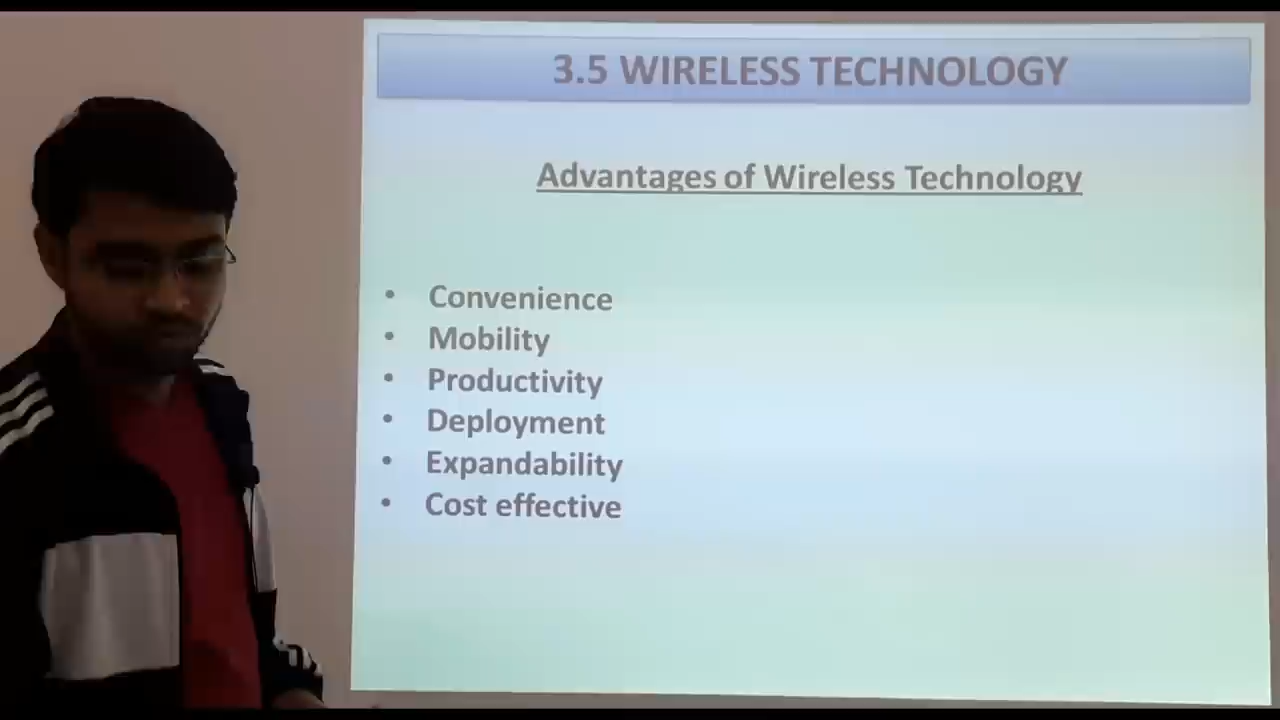 3.5 WIRELESS TECHNOLOGY
Advantages of Wireless Technology
• Convenience
• Mobility
• Productivity
• Deployment
• Expandability
• Cost effective